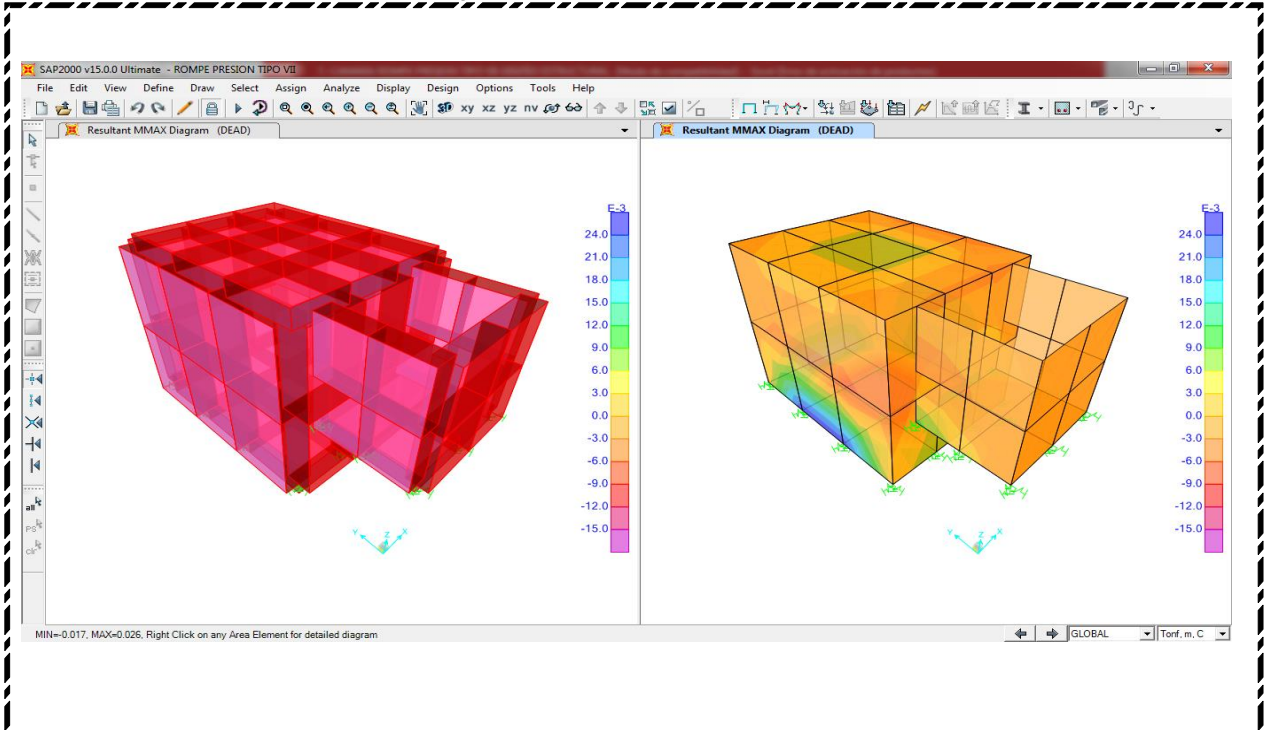 SAP2000 v15.0.0 Ultimate - ROMPE PRESION TIPO VII
File Edit View Define Draw Select Assign Analyze Display Design Options Tools Help
3D xy xz yz nv
Resultant MMAX Diagram (DEAD)
Resultant MMAX Diagram (DEAD)
E-3
24.0
21.0
18.0
15.0
12.0
9.0
6.0
3.0
0.0
-3.0
-6.0
-9.0
-12.0
-15.0
Y Z X
E-3
24.0
21.0
18.0
15.0
12.0
9.0
6.0
3.0
0.0
-3.0
-6.0
-9.0
-12.0
-15.0
Y Z X
all
PS
clr
MIN=-0.017, MAX=0.026, Right Click on any Area Element for detailed diagram
GLOBAL
Tonf, m, C